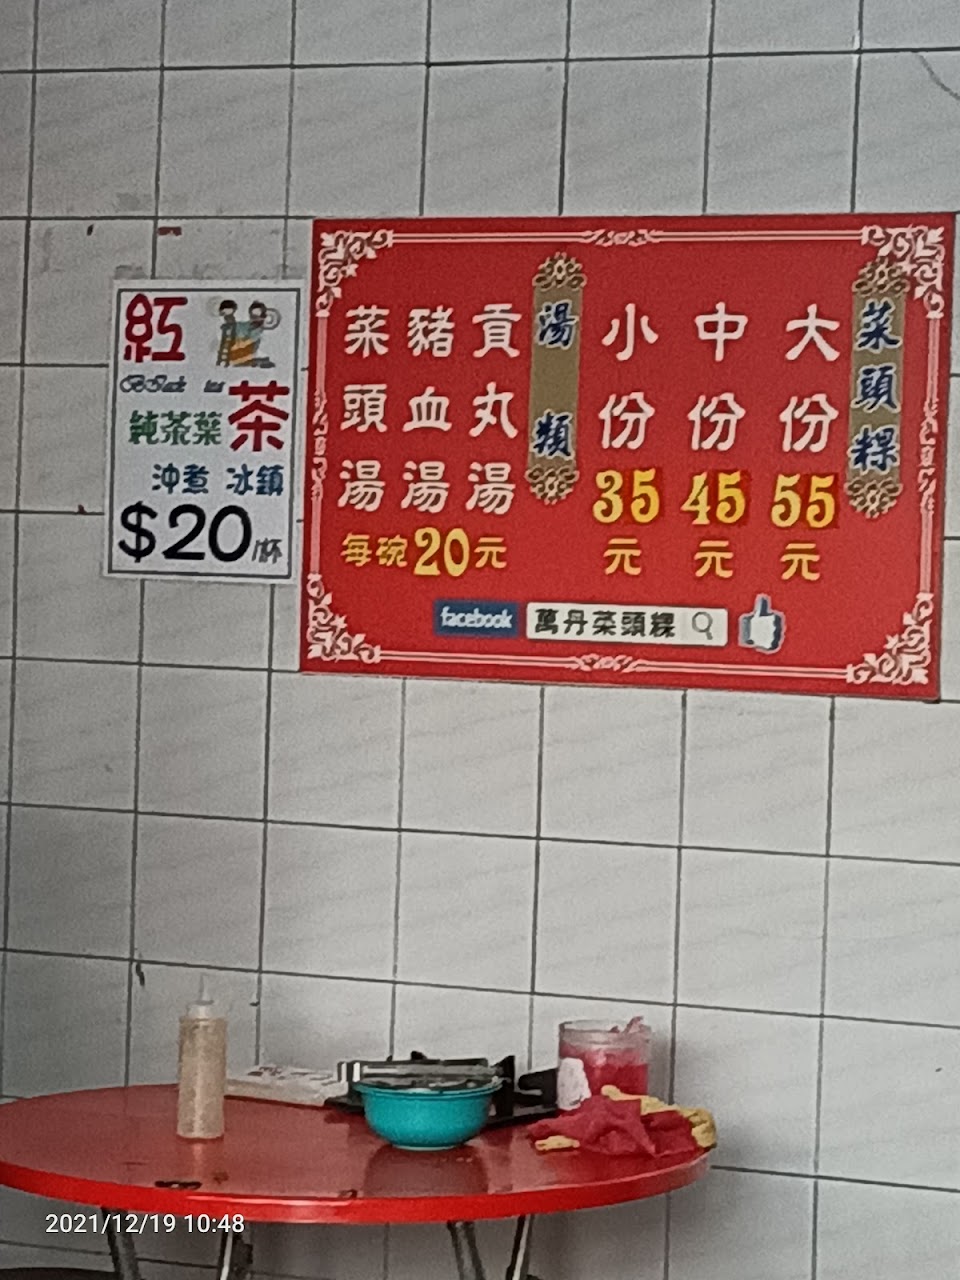 菜頭粿
大份
55
元
中份
45
元
小份
35
元
湯類
貢丸湯
豬血湯
菜頭湯
每碗20元
facebook 萬丹菜頭粿
紅茶
Black tea
純茶葉
沖煮 冰鎮
$20/杯
2021/12/19 10:48